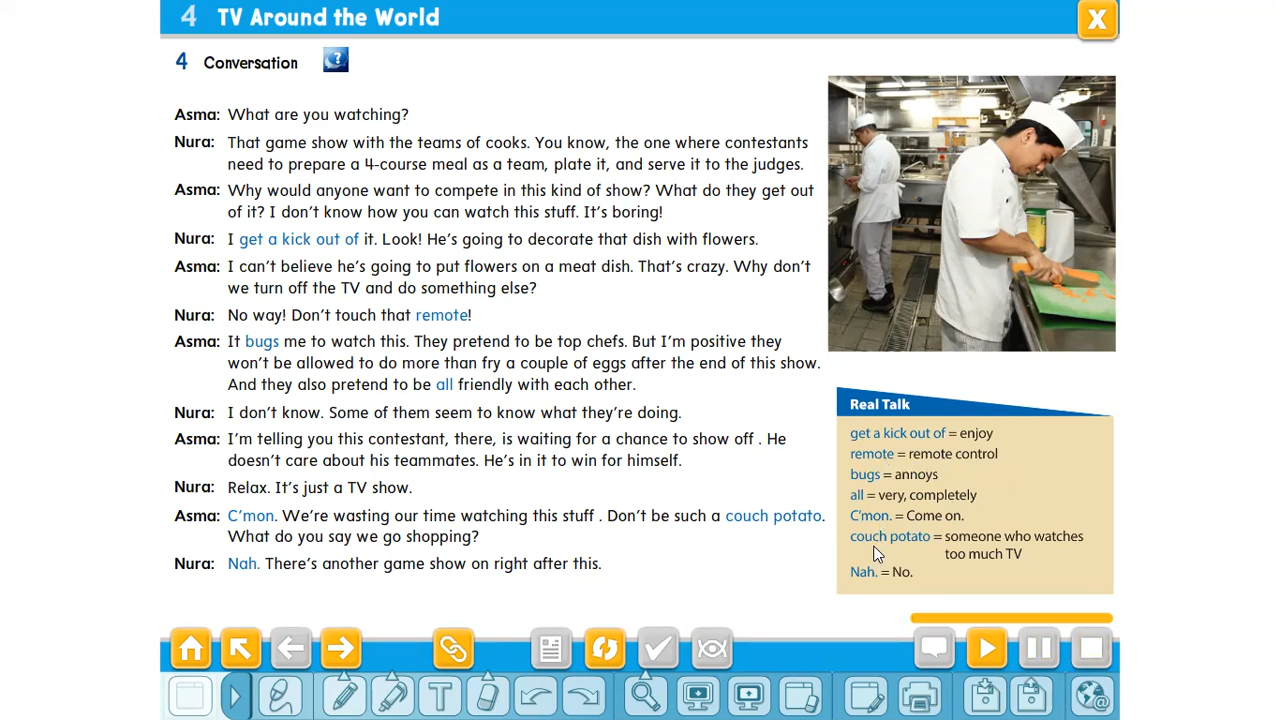 4 TV Around the World
X
4 Conversation
?
Asma: What are you watching?
Nura: That game show with the teams of cooks. You know, the one where contestants
need to prepare a 4-course meal as a team, plate it, and serve it to the judges.
Asma: Why would anyone want to compete in this kind of show? What do they get out
of it? I don't know how you can watch this stuff. It's boring!
Nura: I get a kick out of it. Look! He's going to decorate that dish with flowers.
Asma: I can't believe he's going to put flowers on a meat dish. That's crazy. Why don't
we turn off the TV and do something else?
Nura: No way! Don't touch that remote!
Asma: It bugs me to watch this. They pretend to be top chefs. But I'm positive they
won't be allowed to do more than fry a couple of eggs after the end of this show.
And they also pretend to be all friendly with each other.
Nura: I don't know. Some of them seem to know what they're doing.
Asma: I'm telling you this contestant, there, is waiting for a chance to show off . He
doesn't care about his teammates. He's in it to win for himself.
Nura: Relax. It's just a TV show.
Asma: C'mon. We're wasting our time watching this stuff . Don't be such a couch potato.
What do you say we go shopping?
Nura: Nah. There's another game show on right after this.
Real Talk
get a kick out of = enjoy
remote = remote control
bugs = annoys
all = very, completely
C'mon. = Come on.
couch potato = someone who watches
too much TV
Nah. = No.
T
@